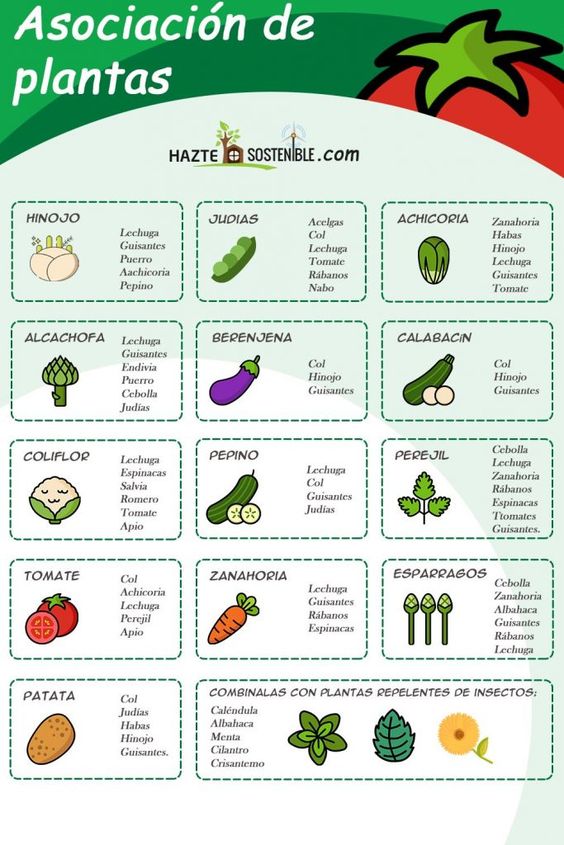 Asociación de
plantas
HAZTE SOSTENIBLE.com
HINOJO
Lechuga
Guisantes
Puerro
Aachicoria
Pepino
JUDIAS
Acelgas
Col
Lechuga
Tomate
Rábanos
Nabo
ACHICORIA
Zanahoria
Habas
Hinojo
Lechuga
Guisantes
Tomate
ALCACHOFA
Lechuga
Guisantes
Endivia
Puerro
Cebolla
Judías
BERENJENA
Col
Hinojo
Guisantes
CALABACIN
Col
Hinojo
Guisantes
COLIFLOR
Lechuga
Espinacas
Salvia
Romero
Tomate
Apio
PEPINO
Lechuga
Col
Guisantes
Judías
PEREJIL
Cebolla
Lechuga
Zanahoria
Rábanos
Espinacas
Ttomates
Guisantes.
TOMATE
Col
Achicoria
Lechuga
Perejil
Apio
ZANAHORIA
Lechuga
Guisantes
Rábanos
Espinacas
ESPARRAGOS
Cebolla
Zanahoria
Albahaca
Guisantes
Rábanos
Lechuga
PATATA
Col
Judías
Habas
Hinojo
Guisantes.
COMBINALAS CON PLANTAS REPELENTES DE INSECTOS:
Caléndula
Albahaca
Menta
Cilantro
Crisantemo